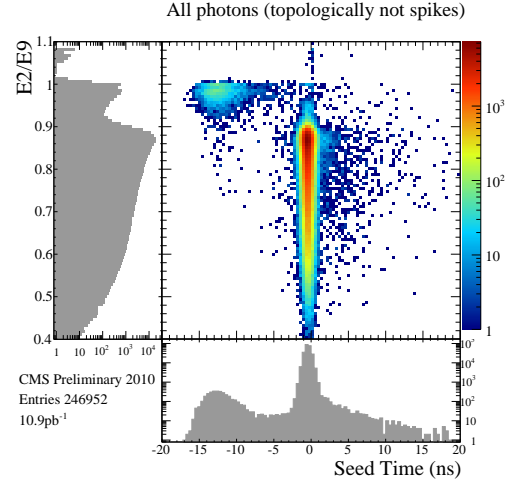 All photons (topologically not spikes)
E2/E9
1.1
1
0.9
0.8
0.7
0.6
0.5
0.4
1 10 10² 10³ 10⁴
10³
10²
10
1
CMS Preliminary 2010
Entries 246952
10.9pb⁻¹
10⁵
10⁴
10³
10²
10
1
-20 -15 -10 -5 0 5 10 15 20
Seed Time (ns)